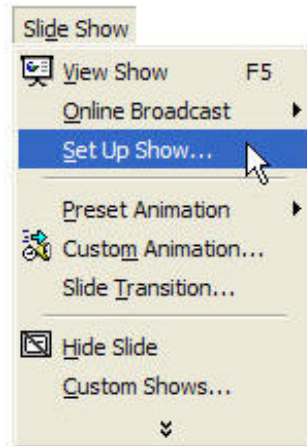 Slide Show
View Show F5
Online Broadcast
Set Up Show...
Preset Animation
Custom Animation...
Slide Transition...
Hide Slide
Custom Shows...